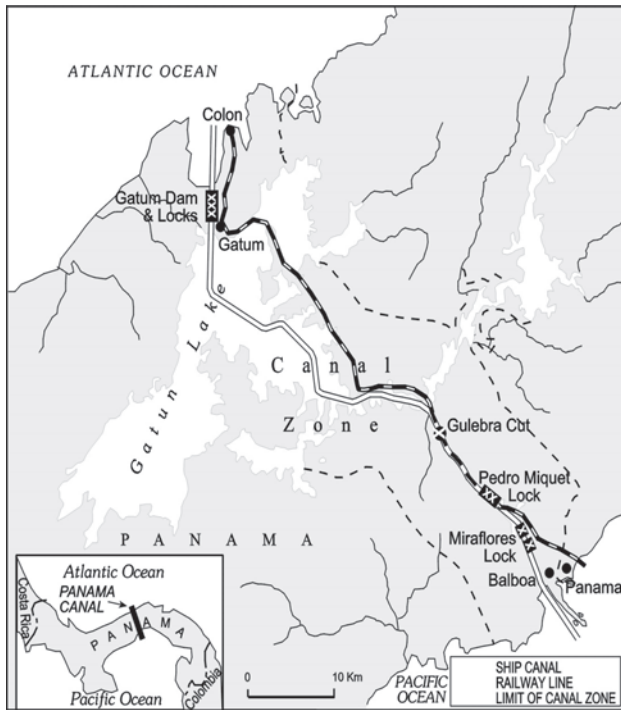 ATLANTIC OCEAN
Colon
Gatum Dam
& Locks
Gatum
Gatun Lake
Canal
Zone
Gulebra Cut
Pedro Miquet
Lock
Miraflores
Lock
Balboa
Panama
PANAMA
Atlantic Ocean
PANAMA
CANAL
Costa Rica
PANAMA
Colombia
Pacific Ocean
0 10 Km
PACIFIC
OCEAN
SHIP CANAL
RAILWAY LINE
LIMIT OF CANAL ZONE